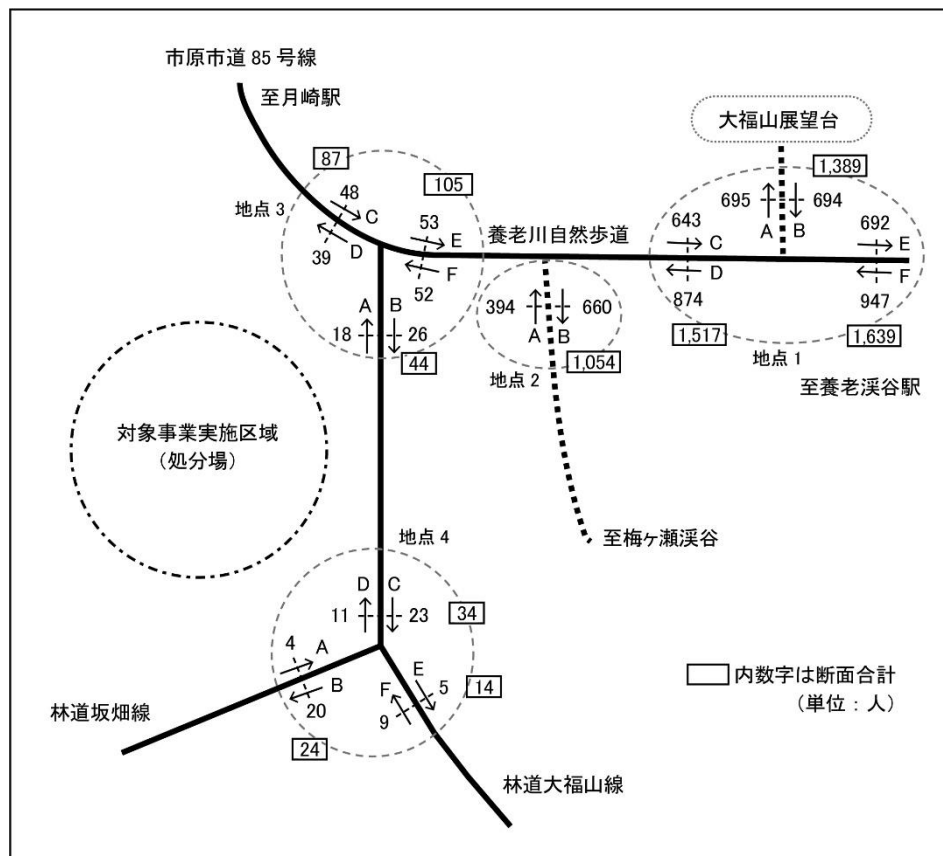 市原市道 85 号線
至月崎駅
大福山展望台
87
105
1,389
地点 3
48
C
D
39
53
E
F
52
養老川自然歩道
695
694
A
B
643
C
D
874
692
E
F
947
1,517
1,639
地点 1
至養老渓谷駅
A
B
18
26
44
394
660
A
B
地点 2
1,054
対象事業実施区域
（処分場）
至梅ヶ瀬渓谷
地点 4
D
C
11
23
34
4
A
B
20
24
E
5
F
9
14
林道坂畑線
林道大福山線
内数字は断面合計
（単位：人）